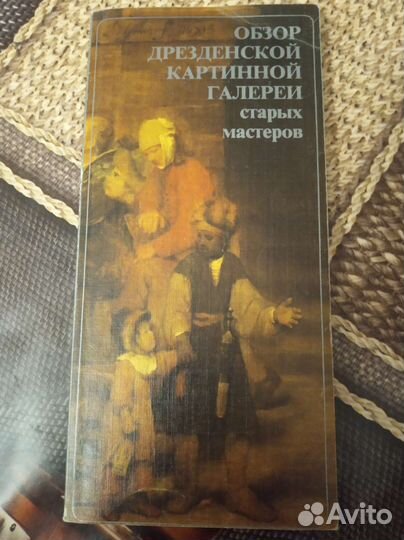 ОБЗОР
ДРЕЗДЕНСКОЙ
КАРТИННОЙ
ГАЛЕРЕИ
старых
мастеров
Avito